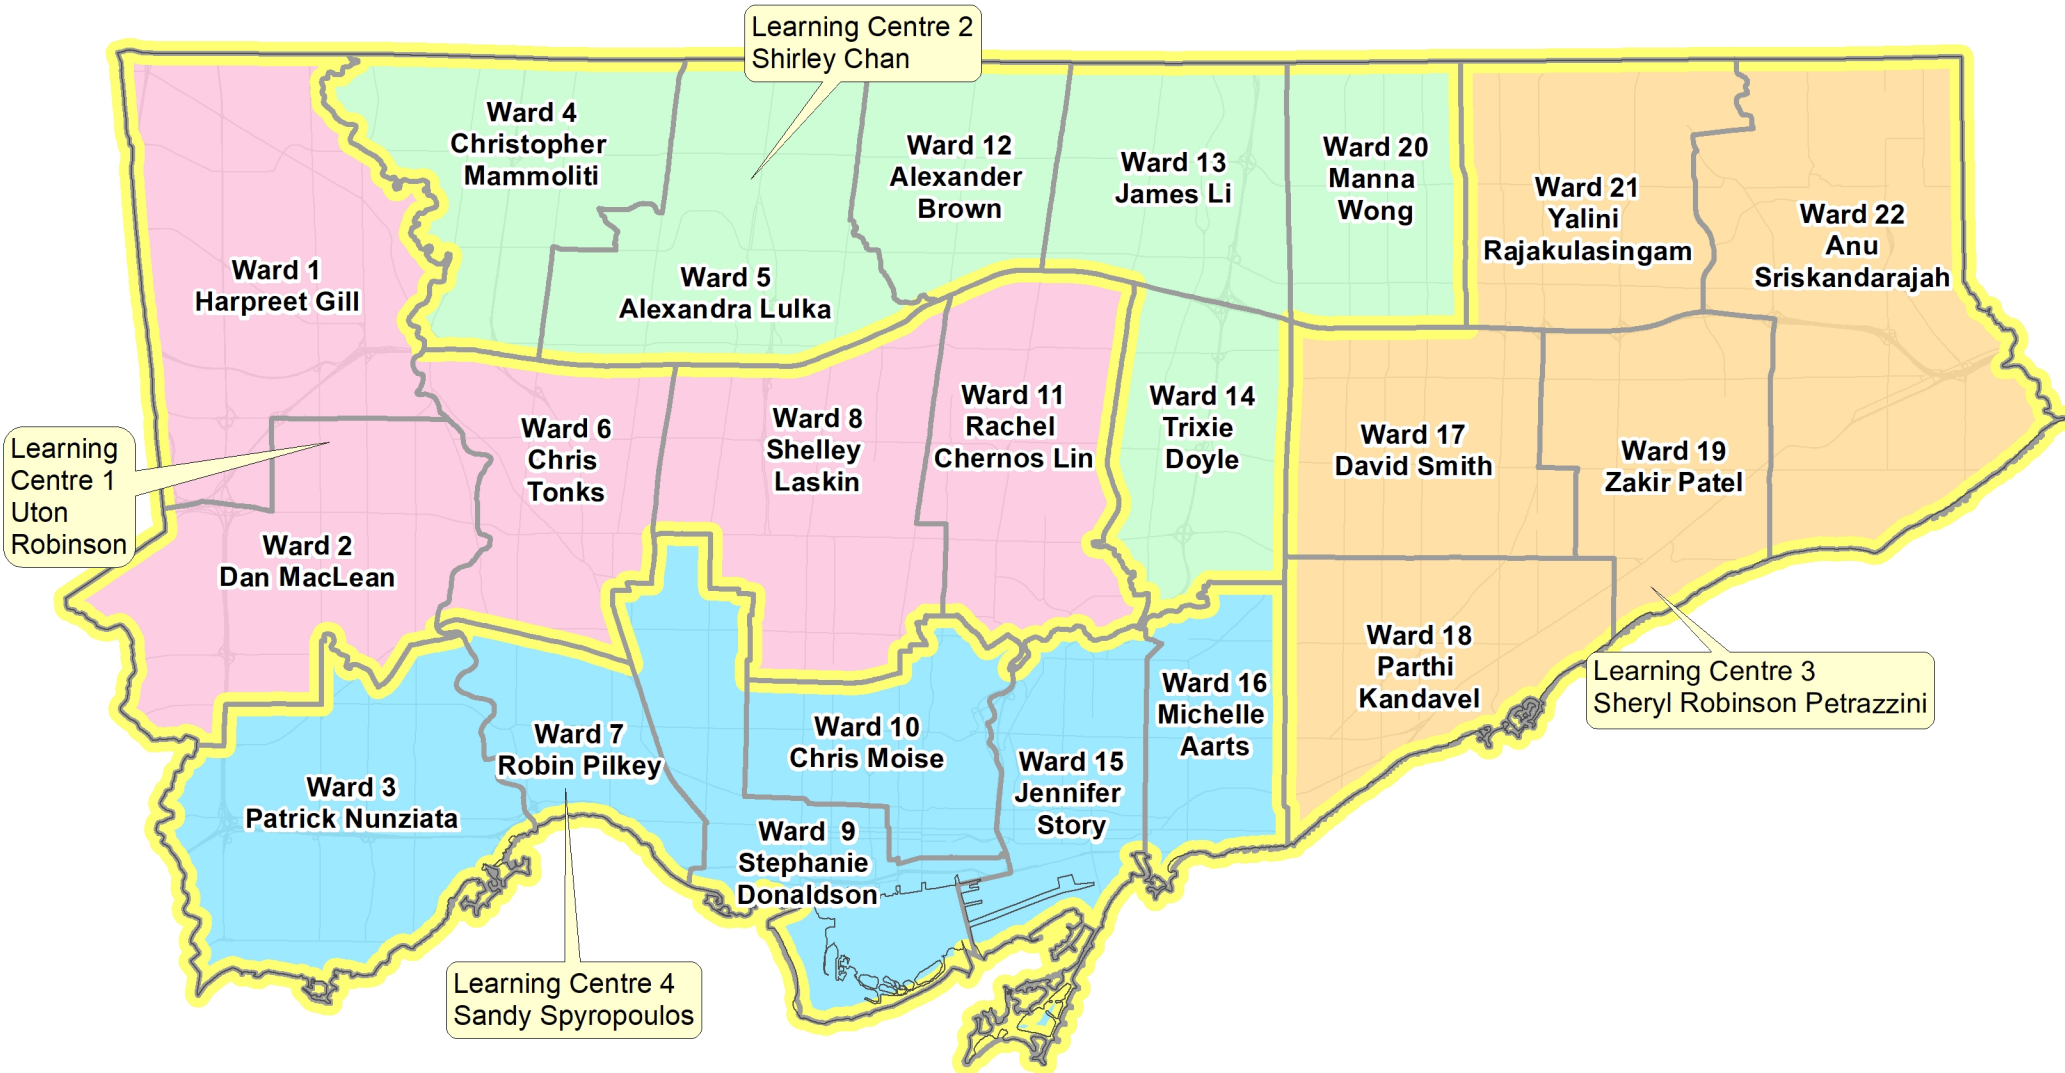 Learning Centre 2
Shirley Chan
Ward 4
Christopher
Mammoliti
Ward 12
Alexander
Brown
Ward 13
James Li
Ward 20
Manna
Wong
Ward 21
Yalini
Rajakulasingam
Ward 22
Anu
Sriskandarajah
Ward 1
Harpreet Gill
Ward 5
Alexandra Lulka
Learning
Centre 1
Uton
Robinson
Ward 6
Chris
Tonks
Ward 8
Shelley
Laskin
Ward 11
Rachel
Chernos Lin
Ward 14
Trixie
Doyle
Ward 17
David Smith
Ward 19
Zakir Patel
Ward 2
Dan MacLean
Ward 18
Parthi
Kandavel
Learning Centre 3
Sheryl Robinson Petrazzini
Ward 3
Patrick Nunziata
Ward 7
Robin Pilkey
Ward 10
Chris Moise
Ward 16
Michelle
Aarts
Ward 15
Jennifer
Story
Ward 9
Stephanie
Donaldson
Learning Centre 4
Sandy Spyropoulos